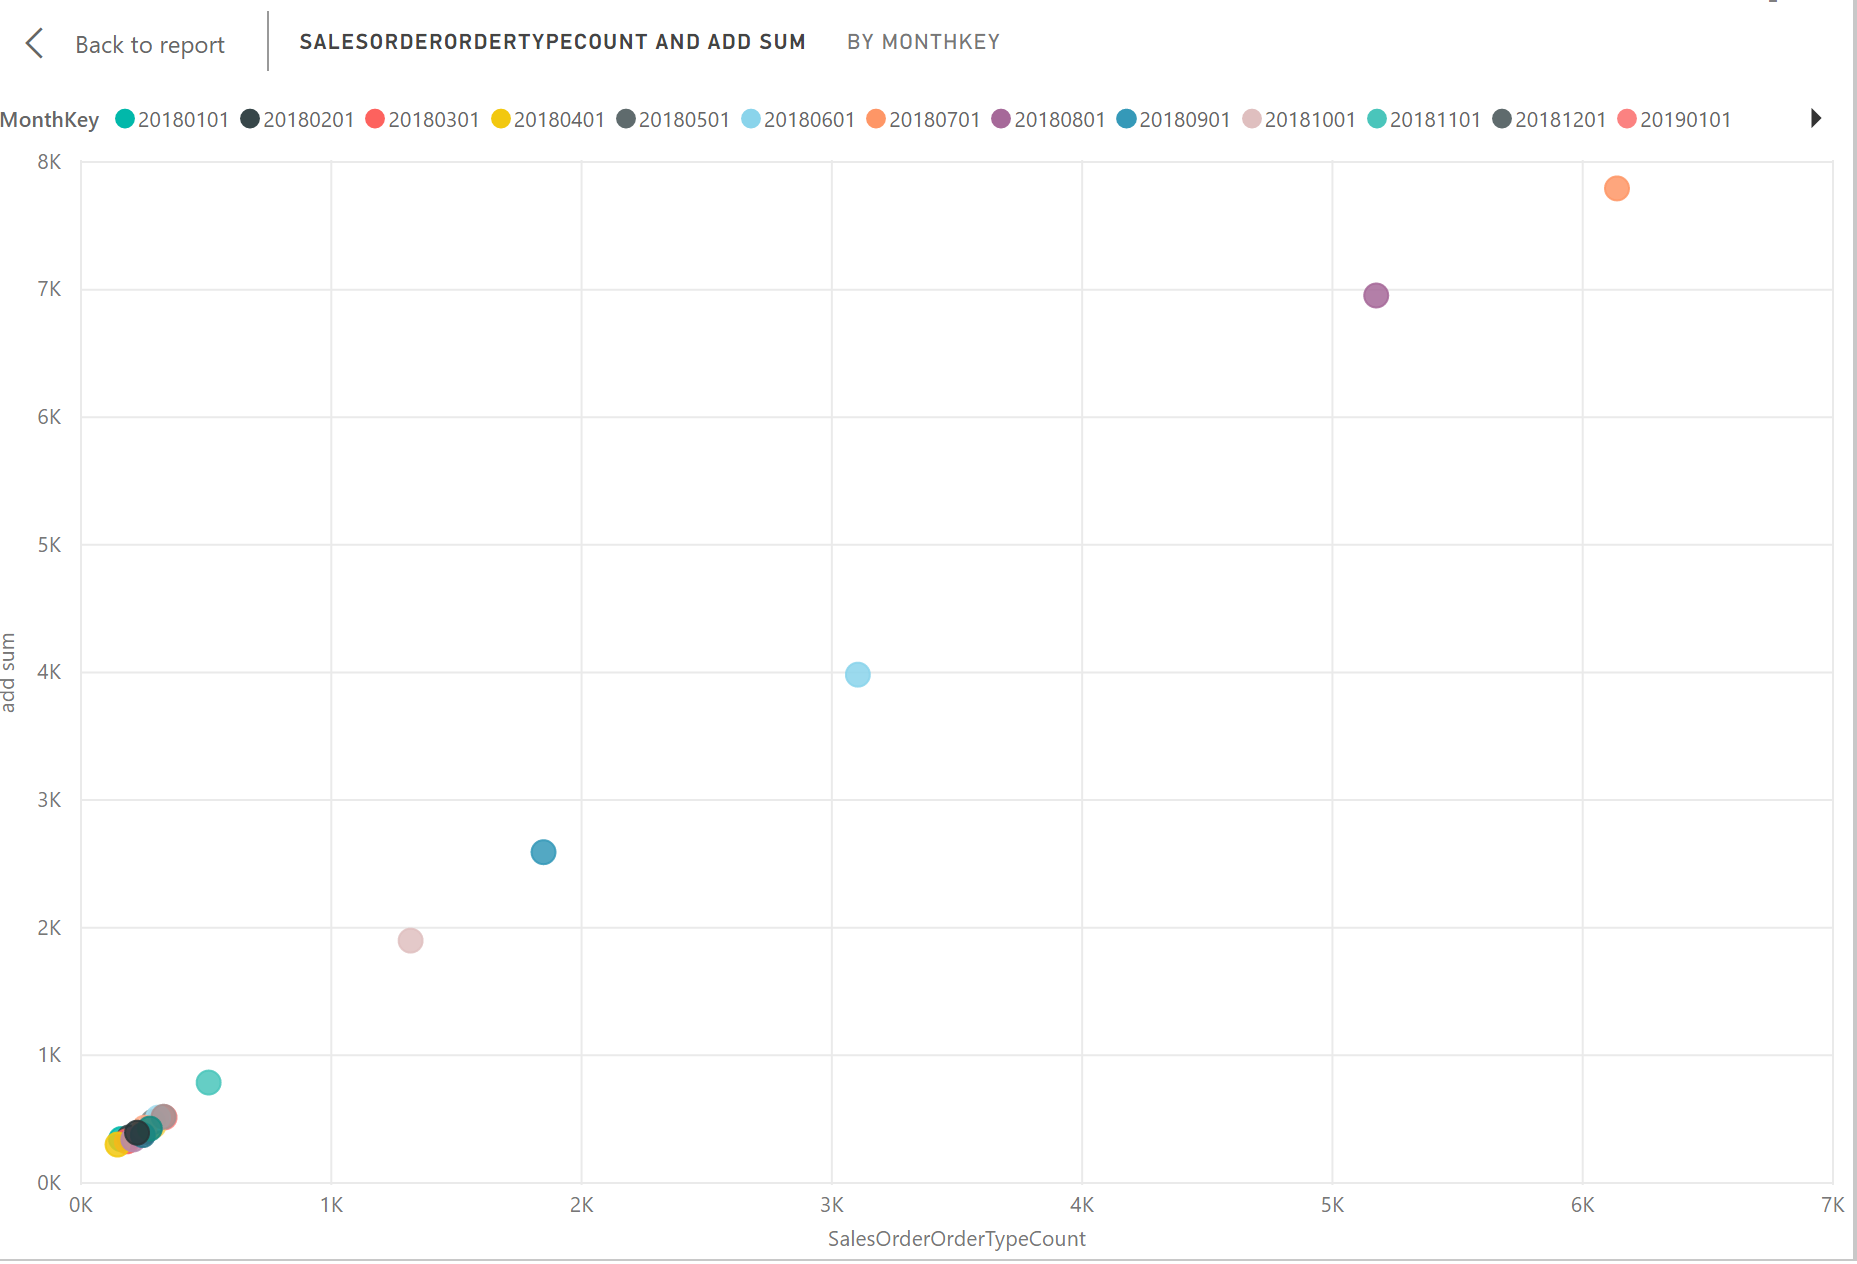 Back to report SALESORDERORDERTYPECOUNT AND ADD SUM BY MONTHKEY
MonthKey 20180101 20180201 20180301 20180401 20180501 20180601 20180701 20180801 20180901 20181001 20181101 20181201 20190101
8K
7K
6K
5K
4K
3K
2K
1K
0K
add sum
0K 1K 2K 3K 4K 5K 6K 7K
SalesOrderOrderTypeCount